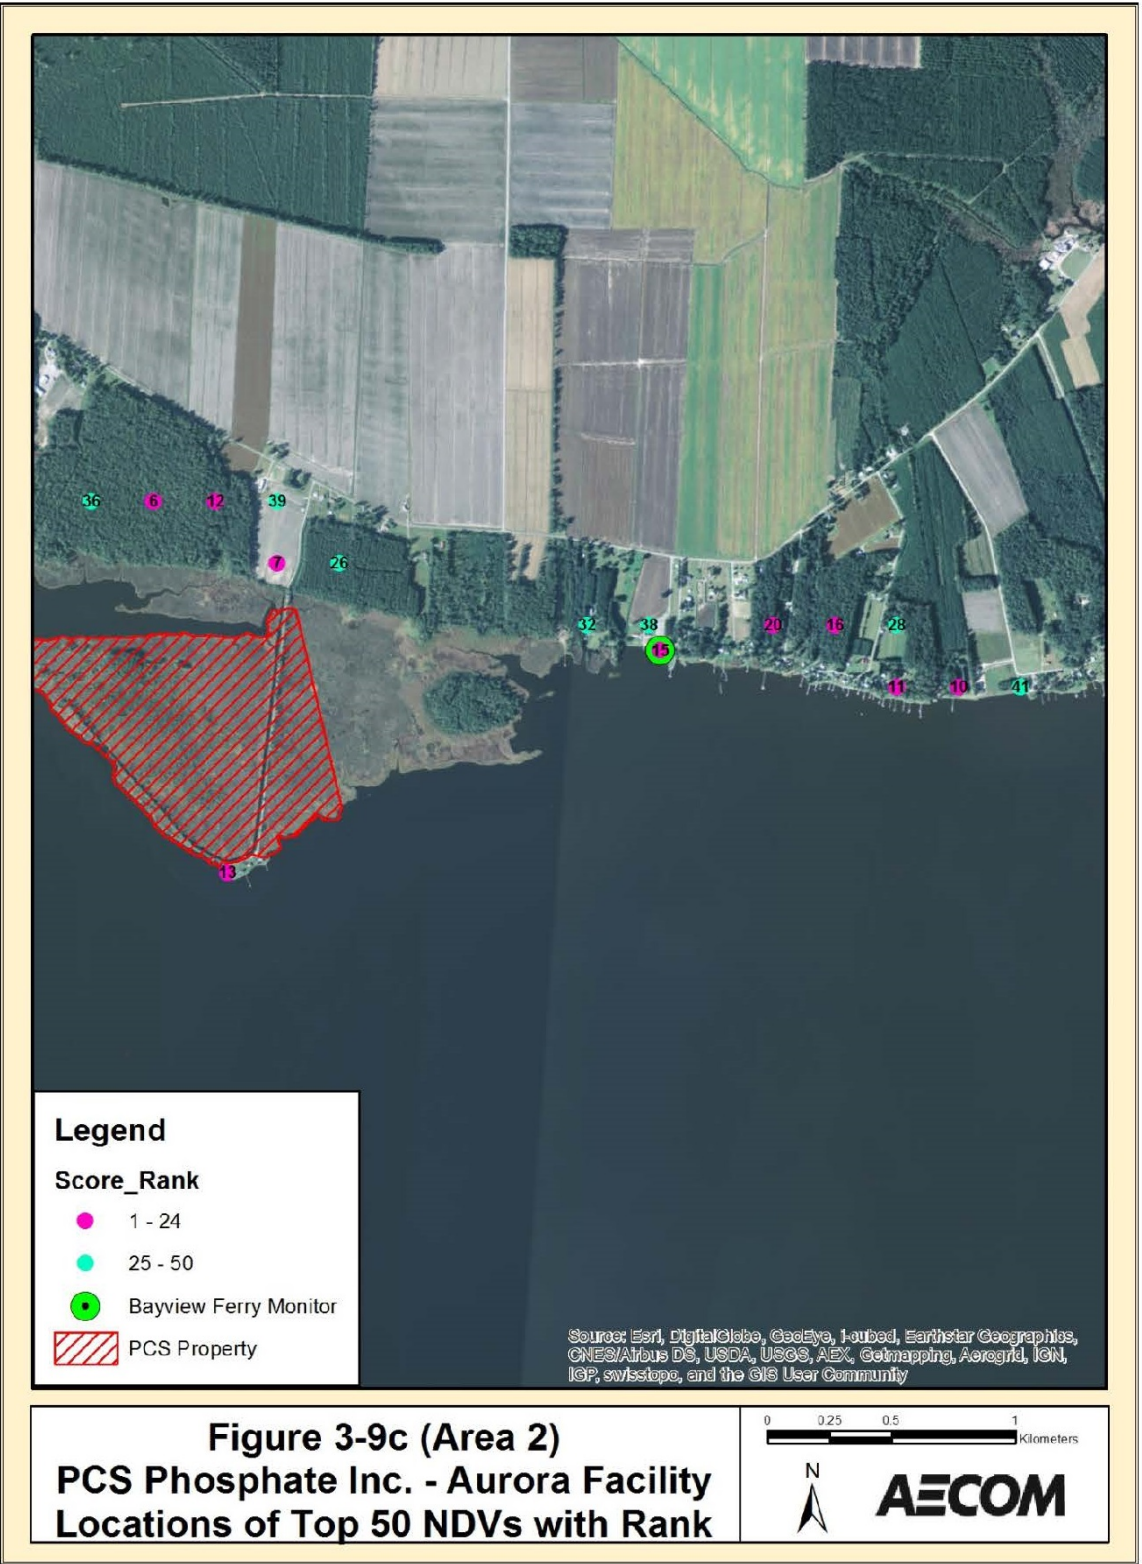 36
6
12
39
7
26
32
38
15
20
16
28
11
10
41
13
Legend
Score_Rank
1 - 24
25 - 50
Bayview Ferry Monitor
PCS Property
Source: Esri, DigitalGlobe, GeoEye, i-cubed, Earthstar Geographics,
CNES/Airbus DS, USDA, USGS, AEX, Getmapping, Aerogrid, IGN,
IGP, swisstopo, and the GIS User Community
Figure 3-9c (Area 2)
PCS Phosphate Inc. - Aurora Facility
Locations of Top 50 NDVs with Rank
0 0.25 0.5 1
Kilometers
N
AECOM